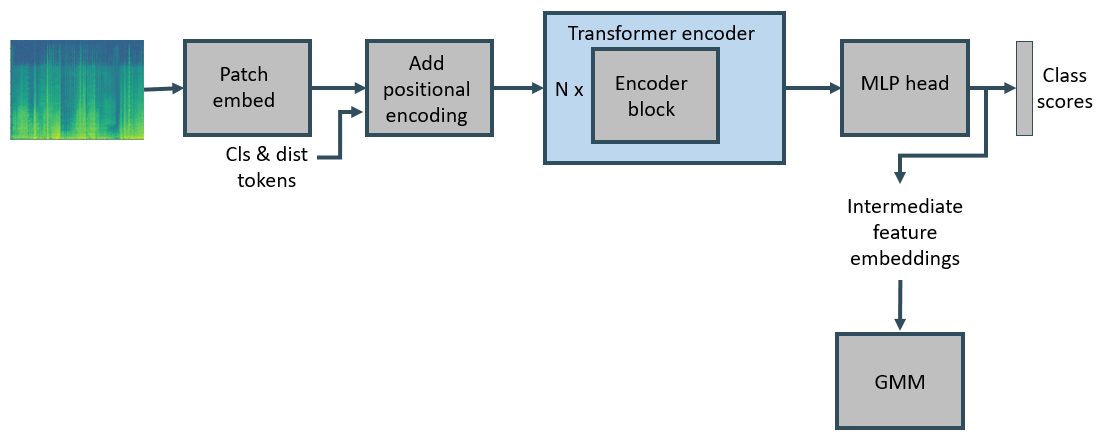 Patch
embed
Cls & dist
tokens
Add
positional
encoding
Transformer encoder
N x
Encoder
block
MLP head
Class
scores
Intermediate
feature
embeddings
GMM